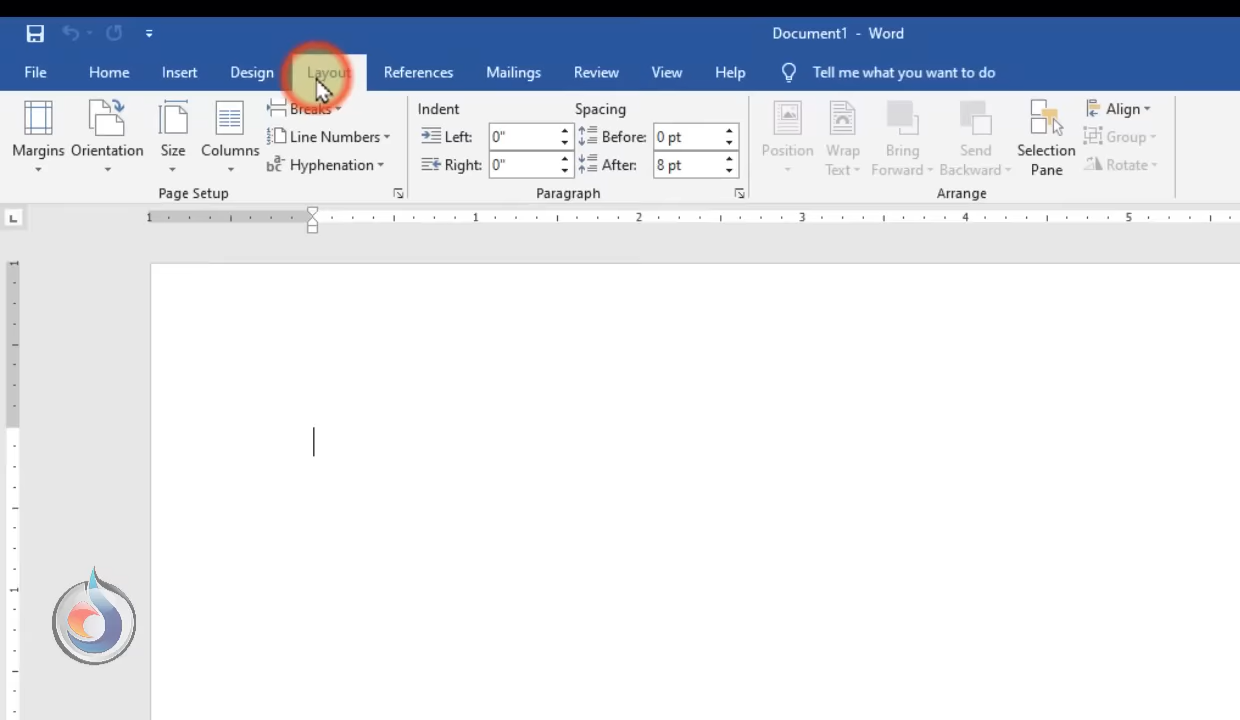 Document1 - Word
File Home Insert Design Layout References Mailings Review View Help Tell me what you want to do
Margins Orientation Size Columns
Breaks
Line Numbers
Hyphenation
Page Setup
Indent Spacing
Left: 0" Before: 0 pt
Right: 0" After: 8 pt
Paragraph
Position Wrap Text Bring Forward Send Backward Selection Pane
Align
Group
Rotate
Arrange
1 1 2 3 4 5
1
1